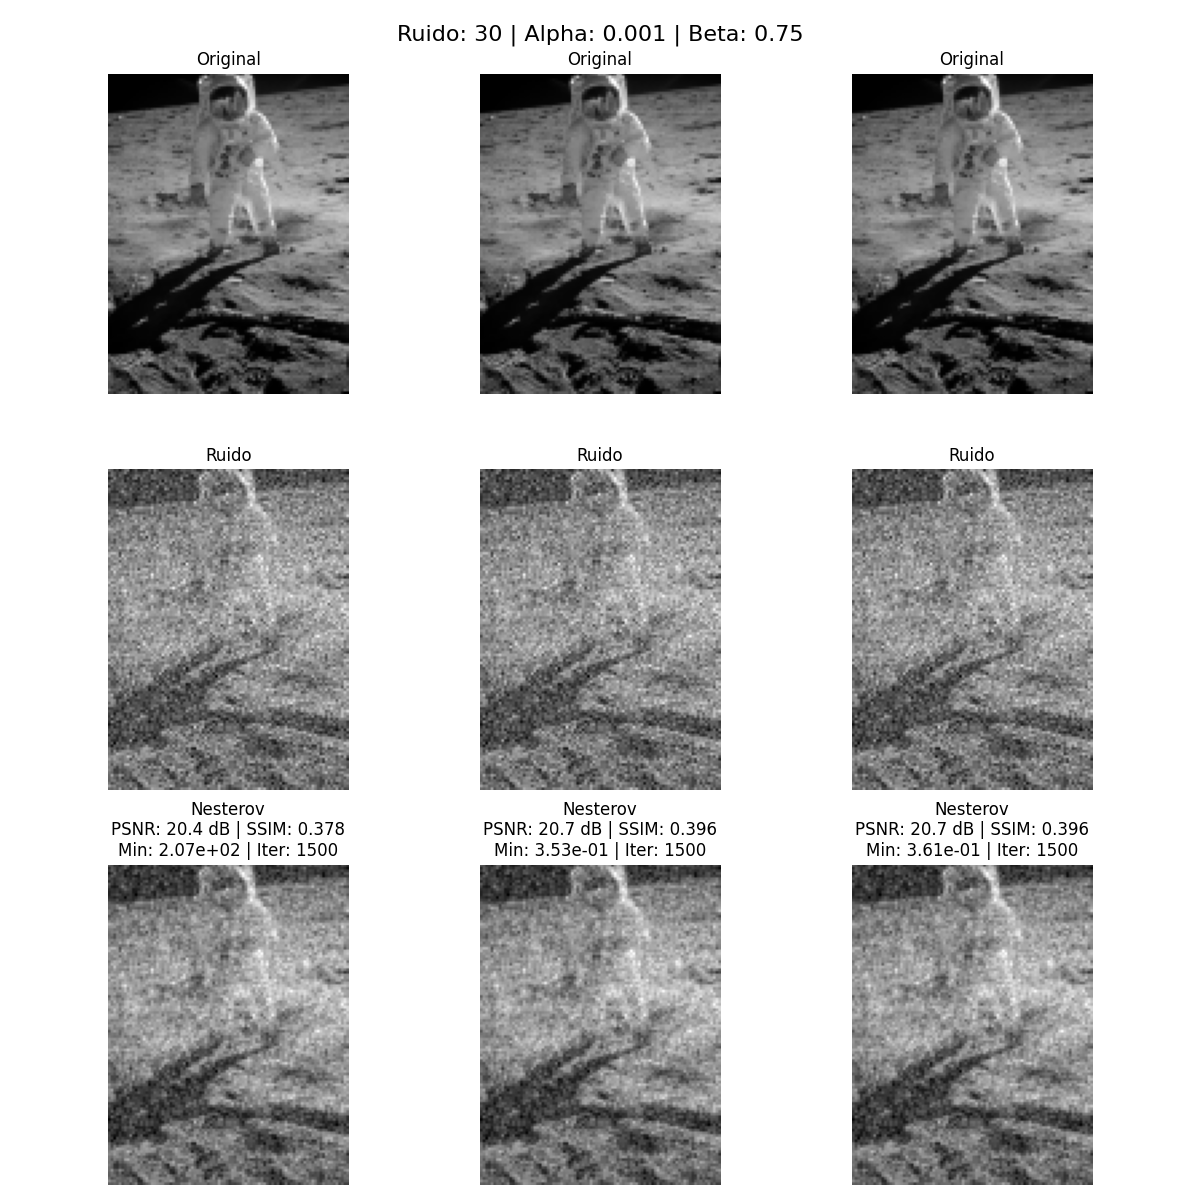 Ruido: 30 | Alpha: 0.001 | Beta: 0.75
Original
Original
Original
Ruido
Ruido
Ruido
Nesterov
PSNR: 20.4 dB | SSIM: 0.378
Min: 2.07e+02 | Iter: 1500
Nesterov
PSNR: 20.7 dB | SSIM: 0.396
Min: 3.53e-01 | Iter: 1500
Nesterov
PSNR: 20.7 dB | SSIM: 0.396
Min: 3.61e-01 | Iter: 1500